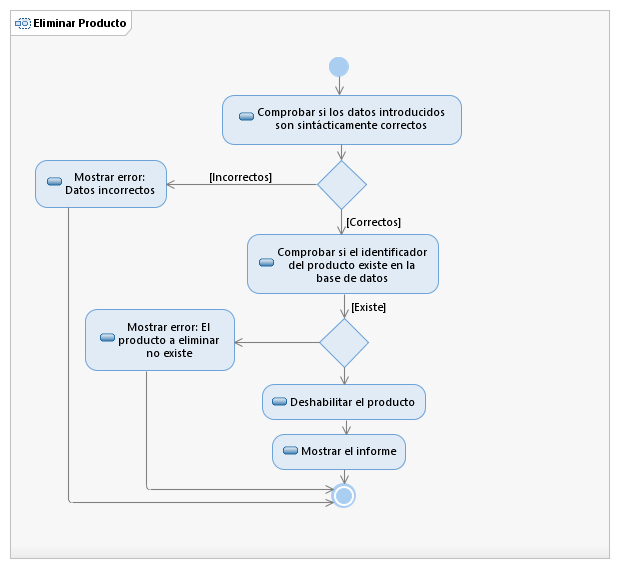 Eliminar Producto
Comprobar si los datos introducidos
son sintácticamente correctos
[Incorrectos]
Mostrar error:
Datos incorrectos
[Correctos]
Comprobar si el identificador
del producto existe en la
base de datos
[Existe]
Mostrar error: El
producto a eliminar
no existe
Deshabilitar el producto
Mostrar el informe